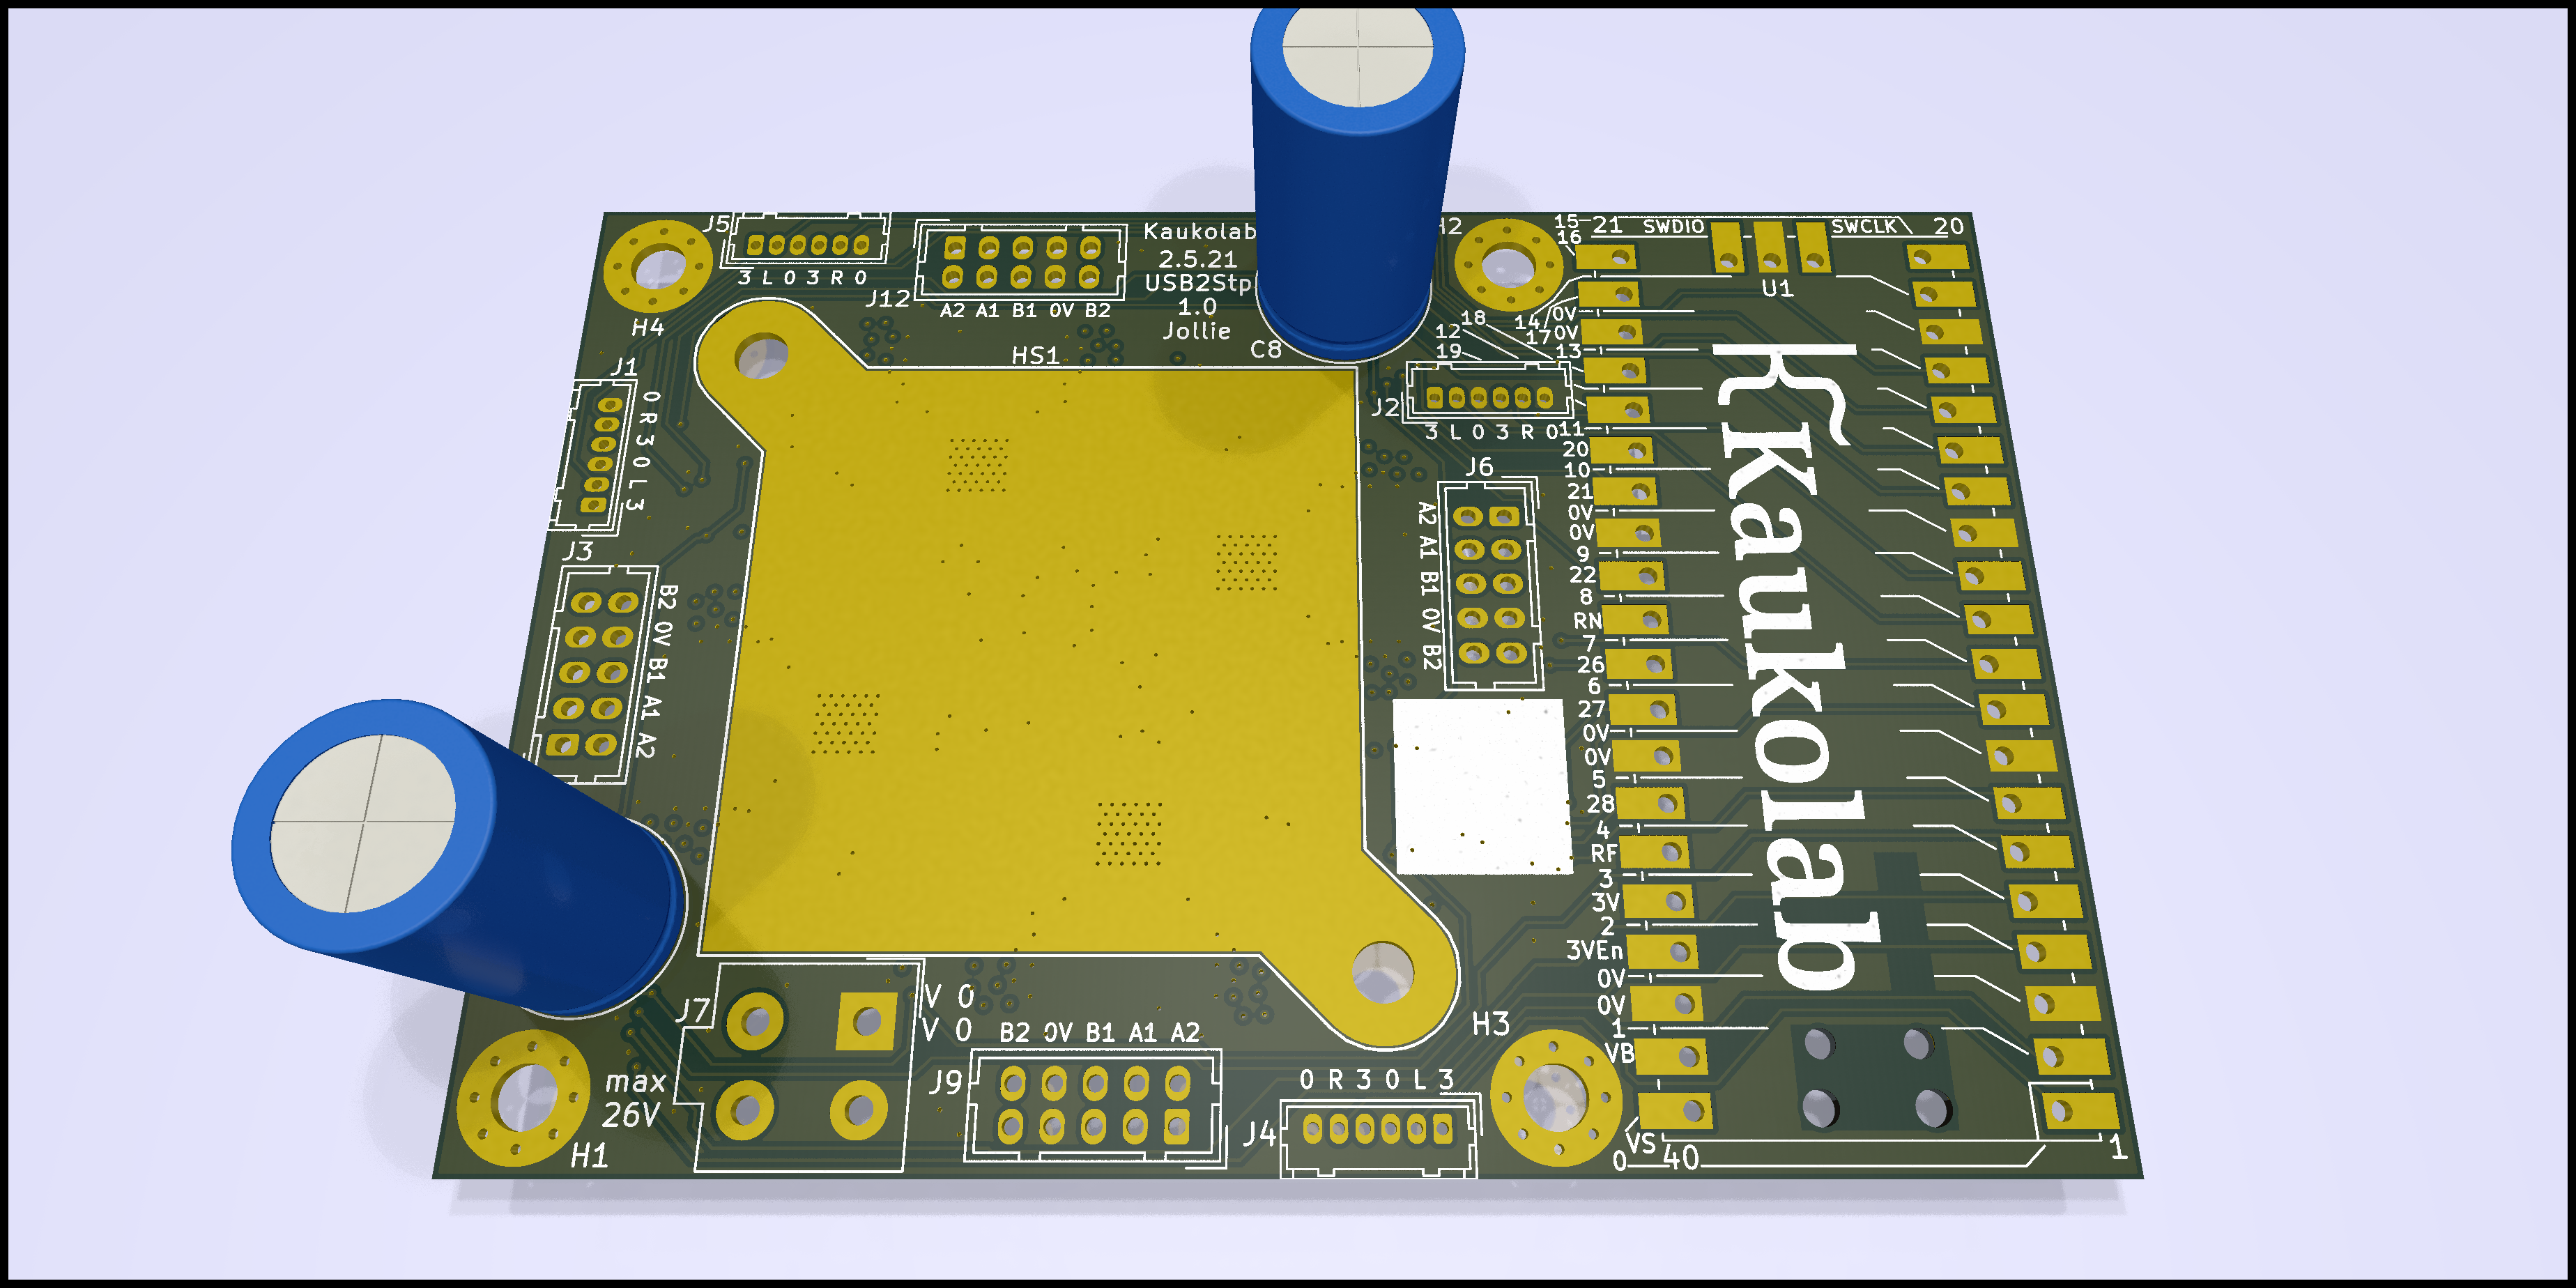 J5
3 L 0 3 R 0
H4
J12
A2 A1 B1 0V B2
Kaukolab
2.5.21
USB2Stp
1.0
Jollie
HS1
C8
H2
15
16
21
SWDIO
SWCLK
20
U1
14
0V
17
0V
18
12
19
13
J2
3 L 0 3 R 0
11
20
10
21
0V
0V
9
22
8
RN
7
26
6
27
0V
0V
5
28
4
RF
3
3V
2
3VEn
0V
0V
1
VB
VS
0
40
1
Kaukolab
J1
0 R 3 0 L 3
J3
B2 0V B1 A1 A2
J6
A2 A1 B1 0V B2
J7
V 0
V 0
max
26V
H1
B2 0V B1 A1 A2
J9
H3
0 R 3 0 L 3
J4